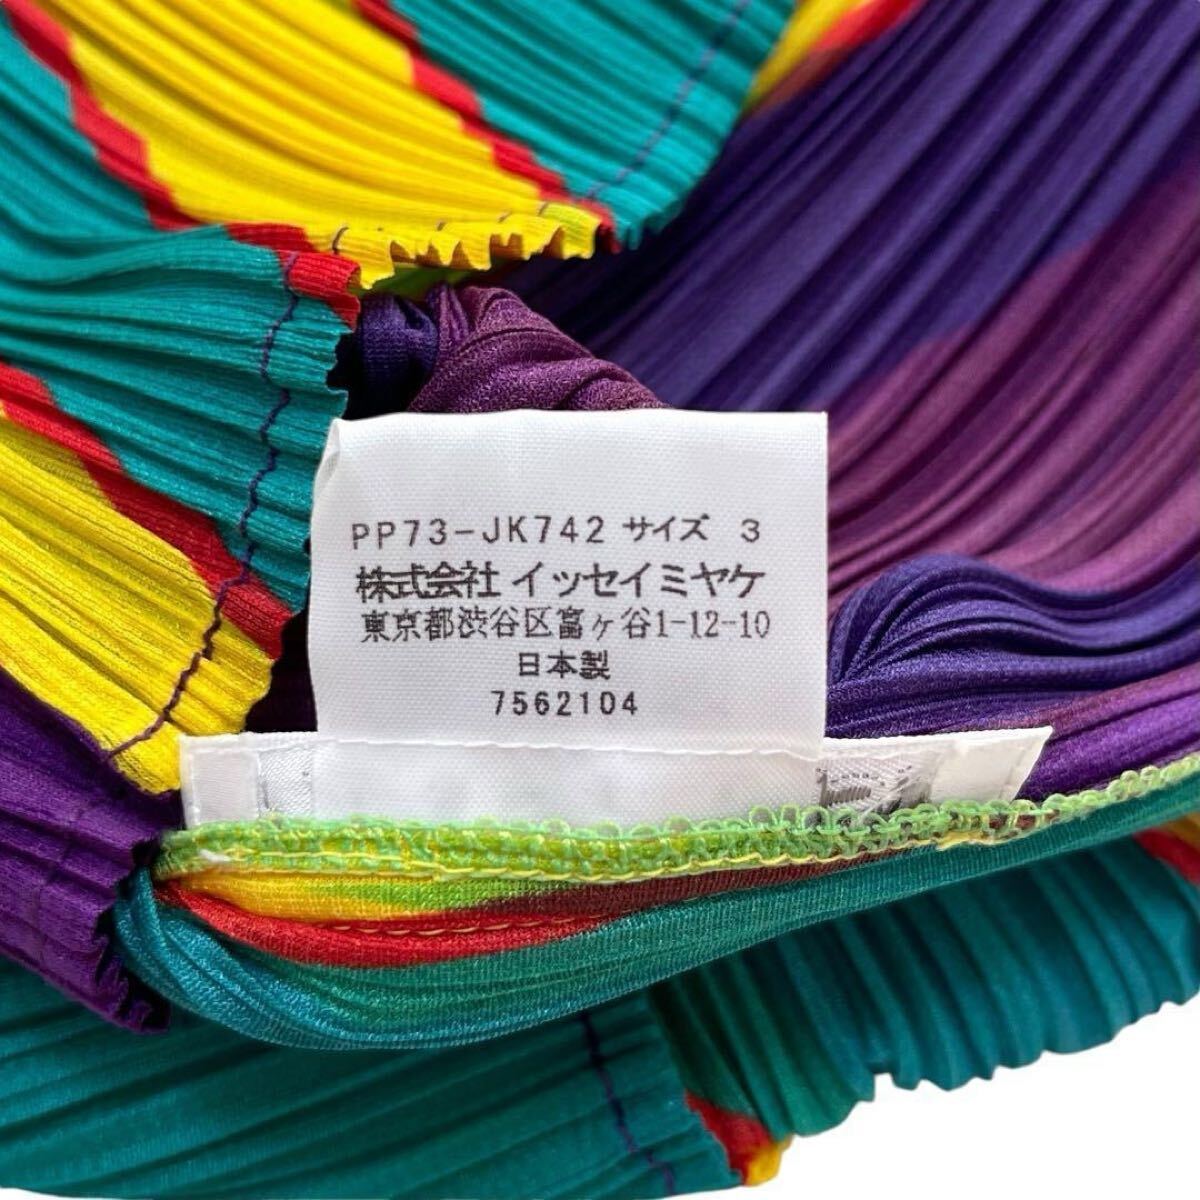 PP73-JK742 サイズ 3
株式会社 イッセイミヤケ
東京都渋谷区富ヶ谷1-12-10
日本製
7562104